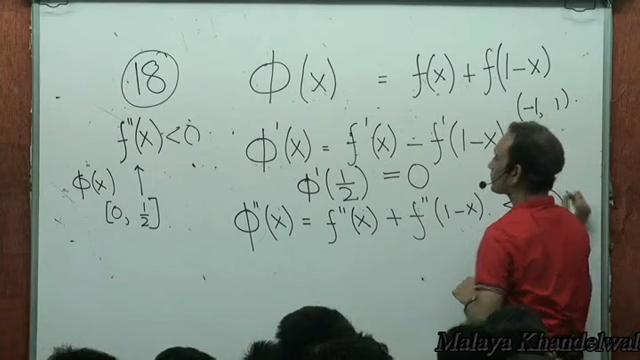 18
ϕ(x) = f(x) + f(1-x)
(-1, 1).
f"(x)<0
ϕ'(x) = f'(x) - f'(1-x)
ϕ'(1/2) = 0
ϕ(x) ↑
[0, 1/2]
ϕ"(x) = f"(x) + f"(1-x) <
Malaya Khandelwal